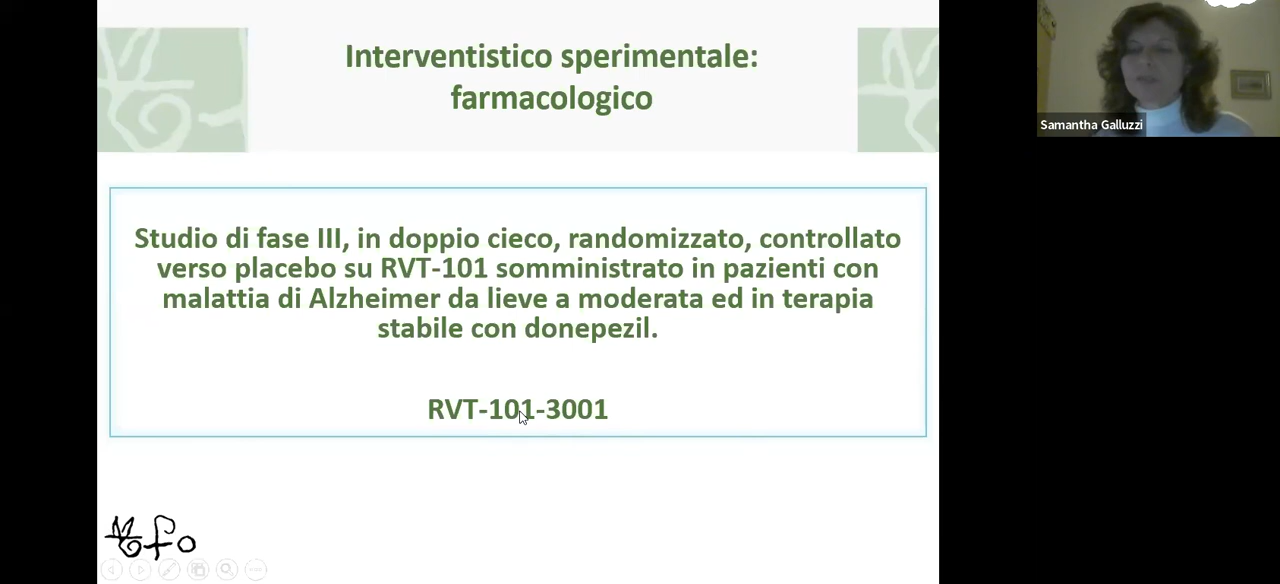 Interventistico sperimentale:
farmacologico
Samantha Galluzzi
Studio di fase III, in doppio cieco, randomizzato, controllato
verso placebo su RVT-101 somministrato in pazienti con
malattia di Alzheimer da lieve a moderata ed in terapia
stabile con donepezil.
RVT-101-3001